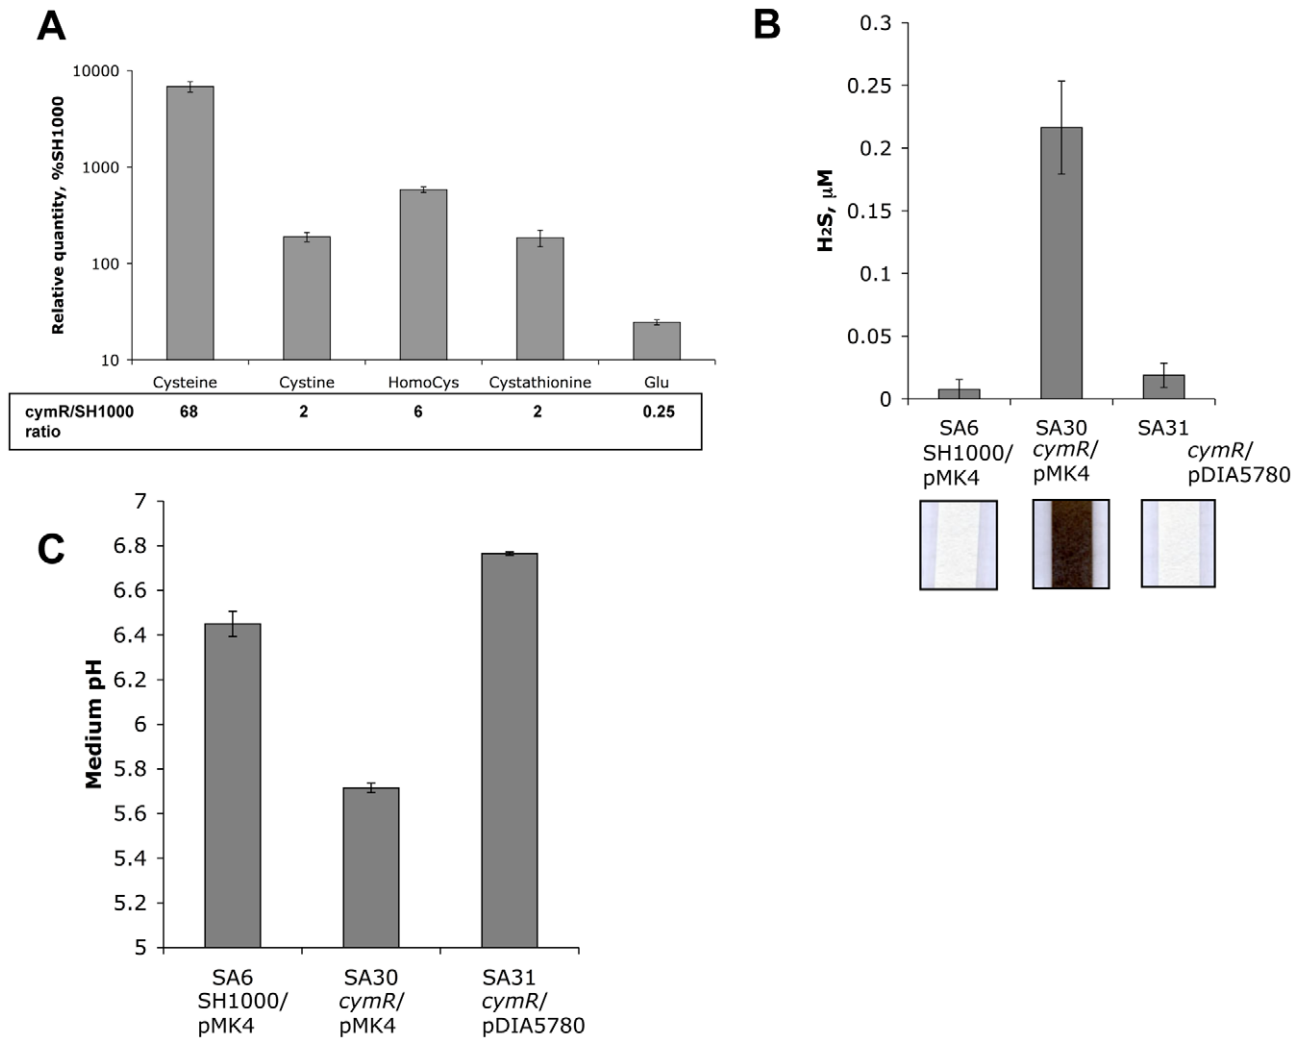 A
10000
1000
100
10
Relative quantity, %SH1000
Cysteine Cystine HomoCys Cystathionine Glu
cymR/SH1000 68 2 6 2 0.25
ratio
B
0.3
0.25
0.2
0.15
0.1
0.05
0
H2S, μM
SA6 SA30 SA31
SH1000/ cymR/ cymR/
pMK4 pMK4 pDIA5780
C
7
6.8
6.6
6.4
6.2
6
5.8
5.6
5.4
5.2
5
Medium pH
SA6 SA30 SA31
SH1000/ cymR/ cymR/
pMK4 pMK4 pDIA5780